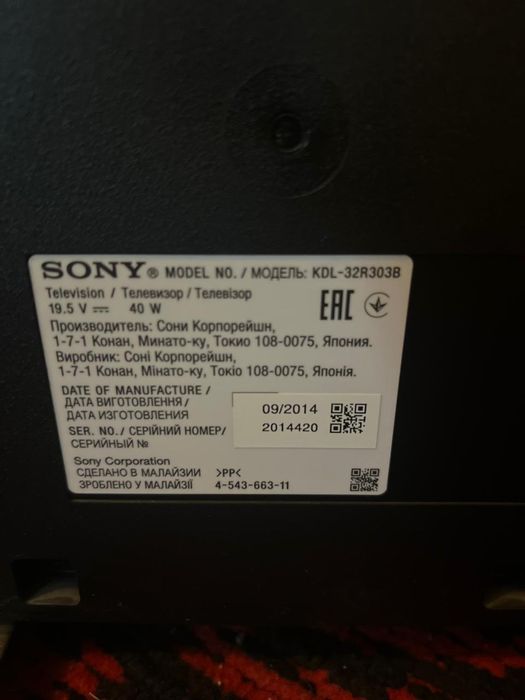 SONY® MODEL NO. / МОДЕЛЬ: KDL-32R303B
Television / Телевизор / Телевізор
19.5 V ⎓ 40 W
EAC
Производитель: Сони Корпорейшн,
1-7-1 Конан, Минато-ку, Токио 108-0075, Япония.
Виробник: Соні Корпорейшн,
1-7-1 Конан, Мінато-ку, Токіо 108-0075, Японія.
DATE OF MANUFACTURE /
ДАТА ВИГОТОВЛЕННЯ /
ДАТА ИЗГОТОВЛЕНИЯ
09/2014
SER. NO./ СЕРІЙНИЙ НОМЕР/
СЕРИЙНЫЙ №
2014420
Sony Corporation
СДЕЛАНО В МАЛАЙЗИИ >PP<
ЗРОБЛЕНО У МАЛАЙЗІЇ 4-543-663-11